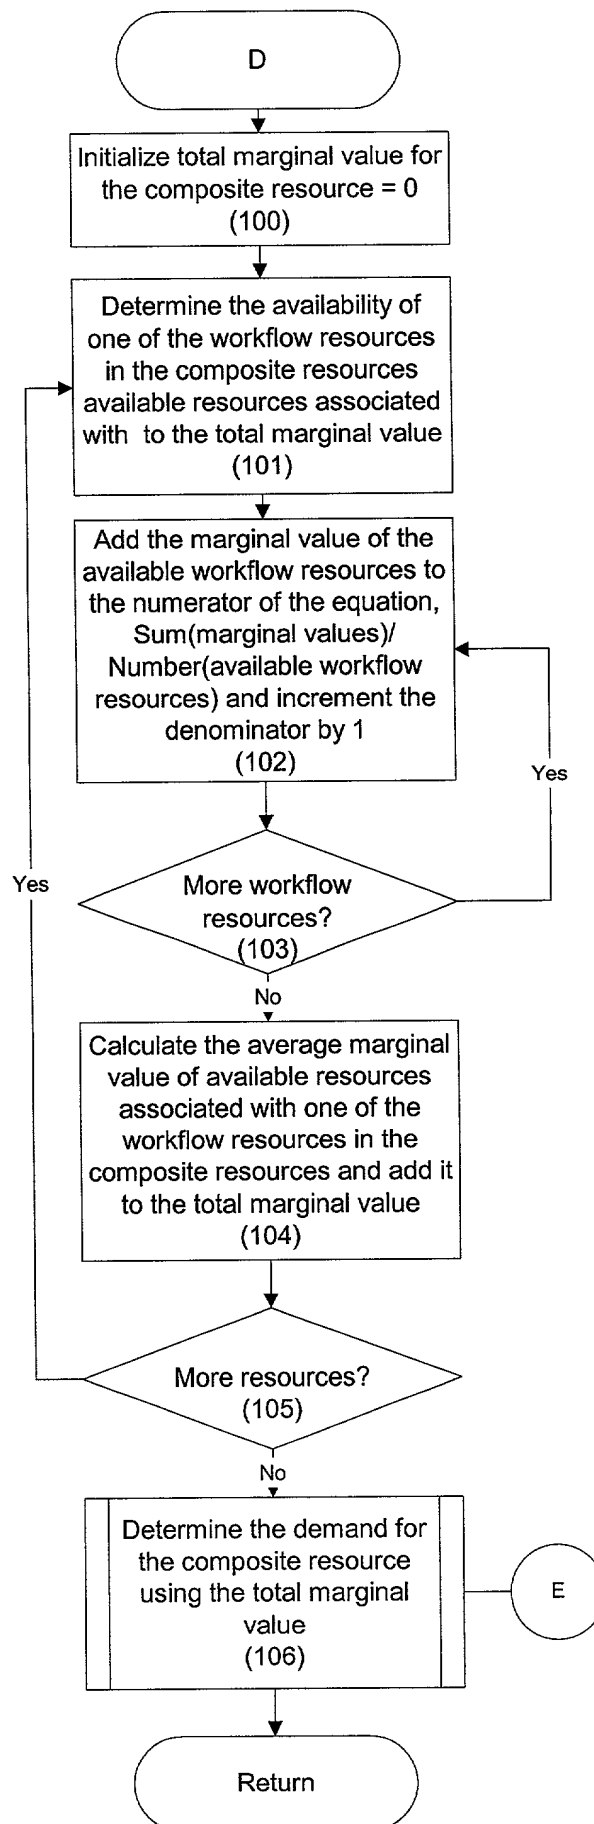 D
Initialize total marginal value for
the composite resource = 0
(100)
Determine the availability of
one of the workflow resources
in the composite resources
available resources associated
with to the total marginal value
(101)
Add the marginal value of the
available workflow resources to
the numerator of the equation,
Sum(marginal values)/
Number(available workflow
resources) and increment the
denominator by 1
(102)
Yes
Yes
More workflow
resources?
(103)
No
Calculate the average marginal
value of available resources
associated with one of the
workflow resources in the
composite resources and add it
to the total marginal value
(104)
More resources?
(105)
No
Determine the demand for
the composite resource
using the total marginal
value
(106)
E
Return